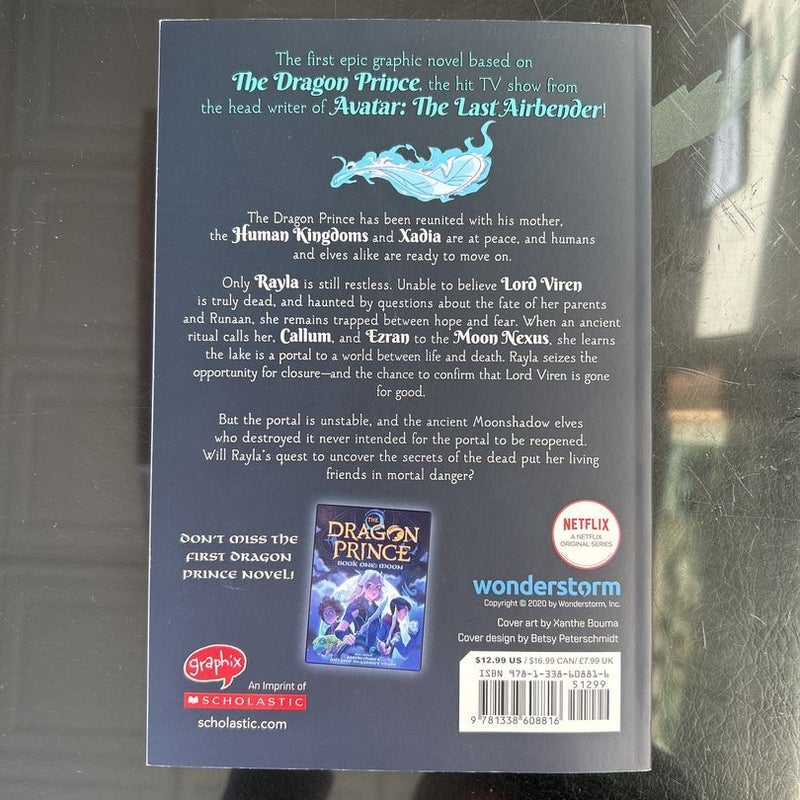 The first epic graphic novel based on
The Dragon Prince, the hit TV show from
the head writer of Avatar: The Last Airbender!
The Dragon Prince has been reunited with his mother,
the Human Kingdoms and Xadia are at peace, and humans
and elves alike are ready to move on.
Only Rayla is still restless. Unable to believe Lord Viren
is truly dead, and haunted by questions about the fate of her parents
and Runaan, she remains trapped between hope and fear. When an ancient
ritual calls her, Callum, and Ezran to the Moon Nexus, she learns
the lake is a portal to a world between life and death. Rayla seizes the
opportunity for closure—and the chance to confirm that Lord Viren is gone
for good.
But the portal is unstable, and the ancient Moonshadow elves
who destroyed it never intended for the portal to be reopened.
Will Rayla's quest to uncover the secrets of the dead put her living
friends in mortal danger?
DON'T MISS THE
FIRST DRAGON
PRINCE NOVEL!
THE
DRAGON
PRINCE
BOOK ONE: MOON
NETFLIX
A NETFLIX
ORIGINAL SERIES
wonderstorm
Copyright © 2020 by Wonderstorm, Inc.
Cover art by Xanthe Bouma
Cover design by Betsy Peterschmidt
graphix
An Imprint of
SCHOLASTIC
scholastic.com
$12.99 US / $16.99 CAN / £7.99 UK
ISBN 978-1-338-60881-6
51299
9 781338 608816